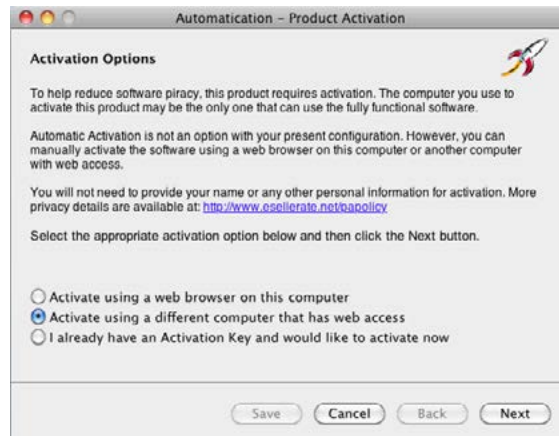 Automatication - Product Activation
Activation Options
To help reduce software piracy, this product requires activation. The computer you use to
activate this product may be the only one that can use the fully functional software.
Automatic Activation is not an option with your present configuration. However, you can
manually activate the software using a web browser on this computer or another computer
with web access.
You will not need to provide your name or any other personal information for activation. More
privacy details are available at: http://www.esellerate.net/papolicy
Select the appropriate activation option below and then click the Next button.
Activate using a web browser on this computer
Activate using a different computer that has web access
I already have an Activation Key and would like to activate now
Save Cancel Back Next